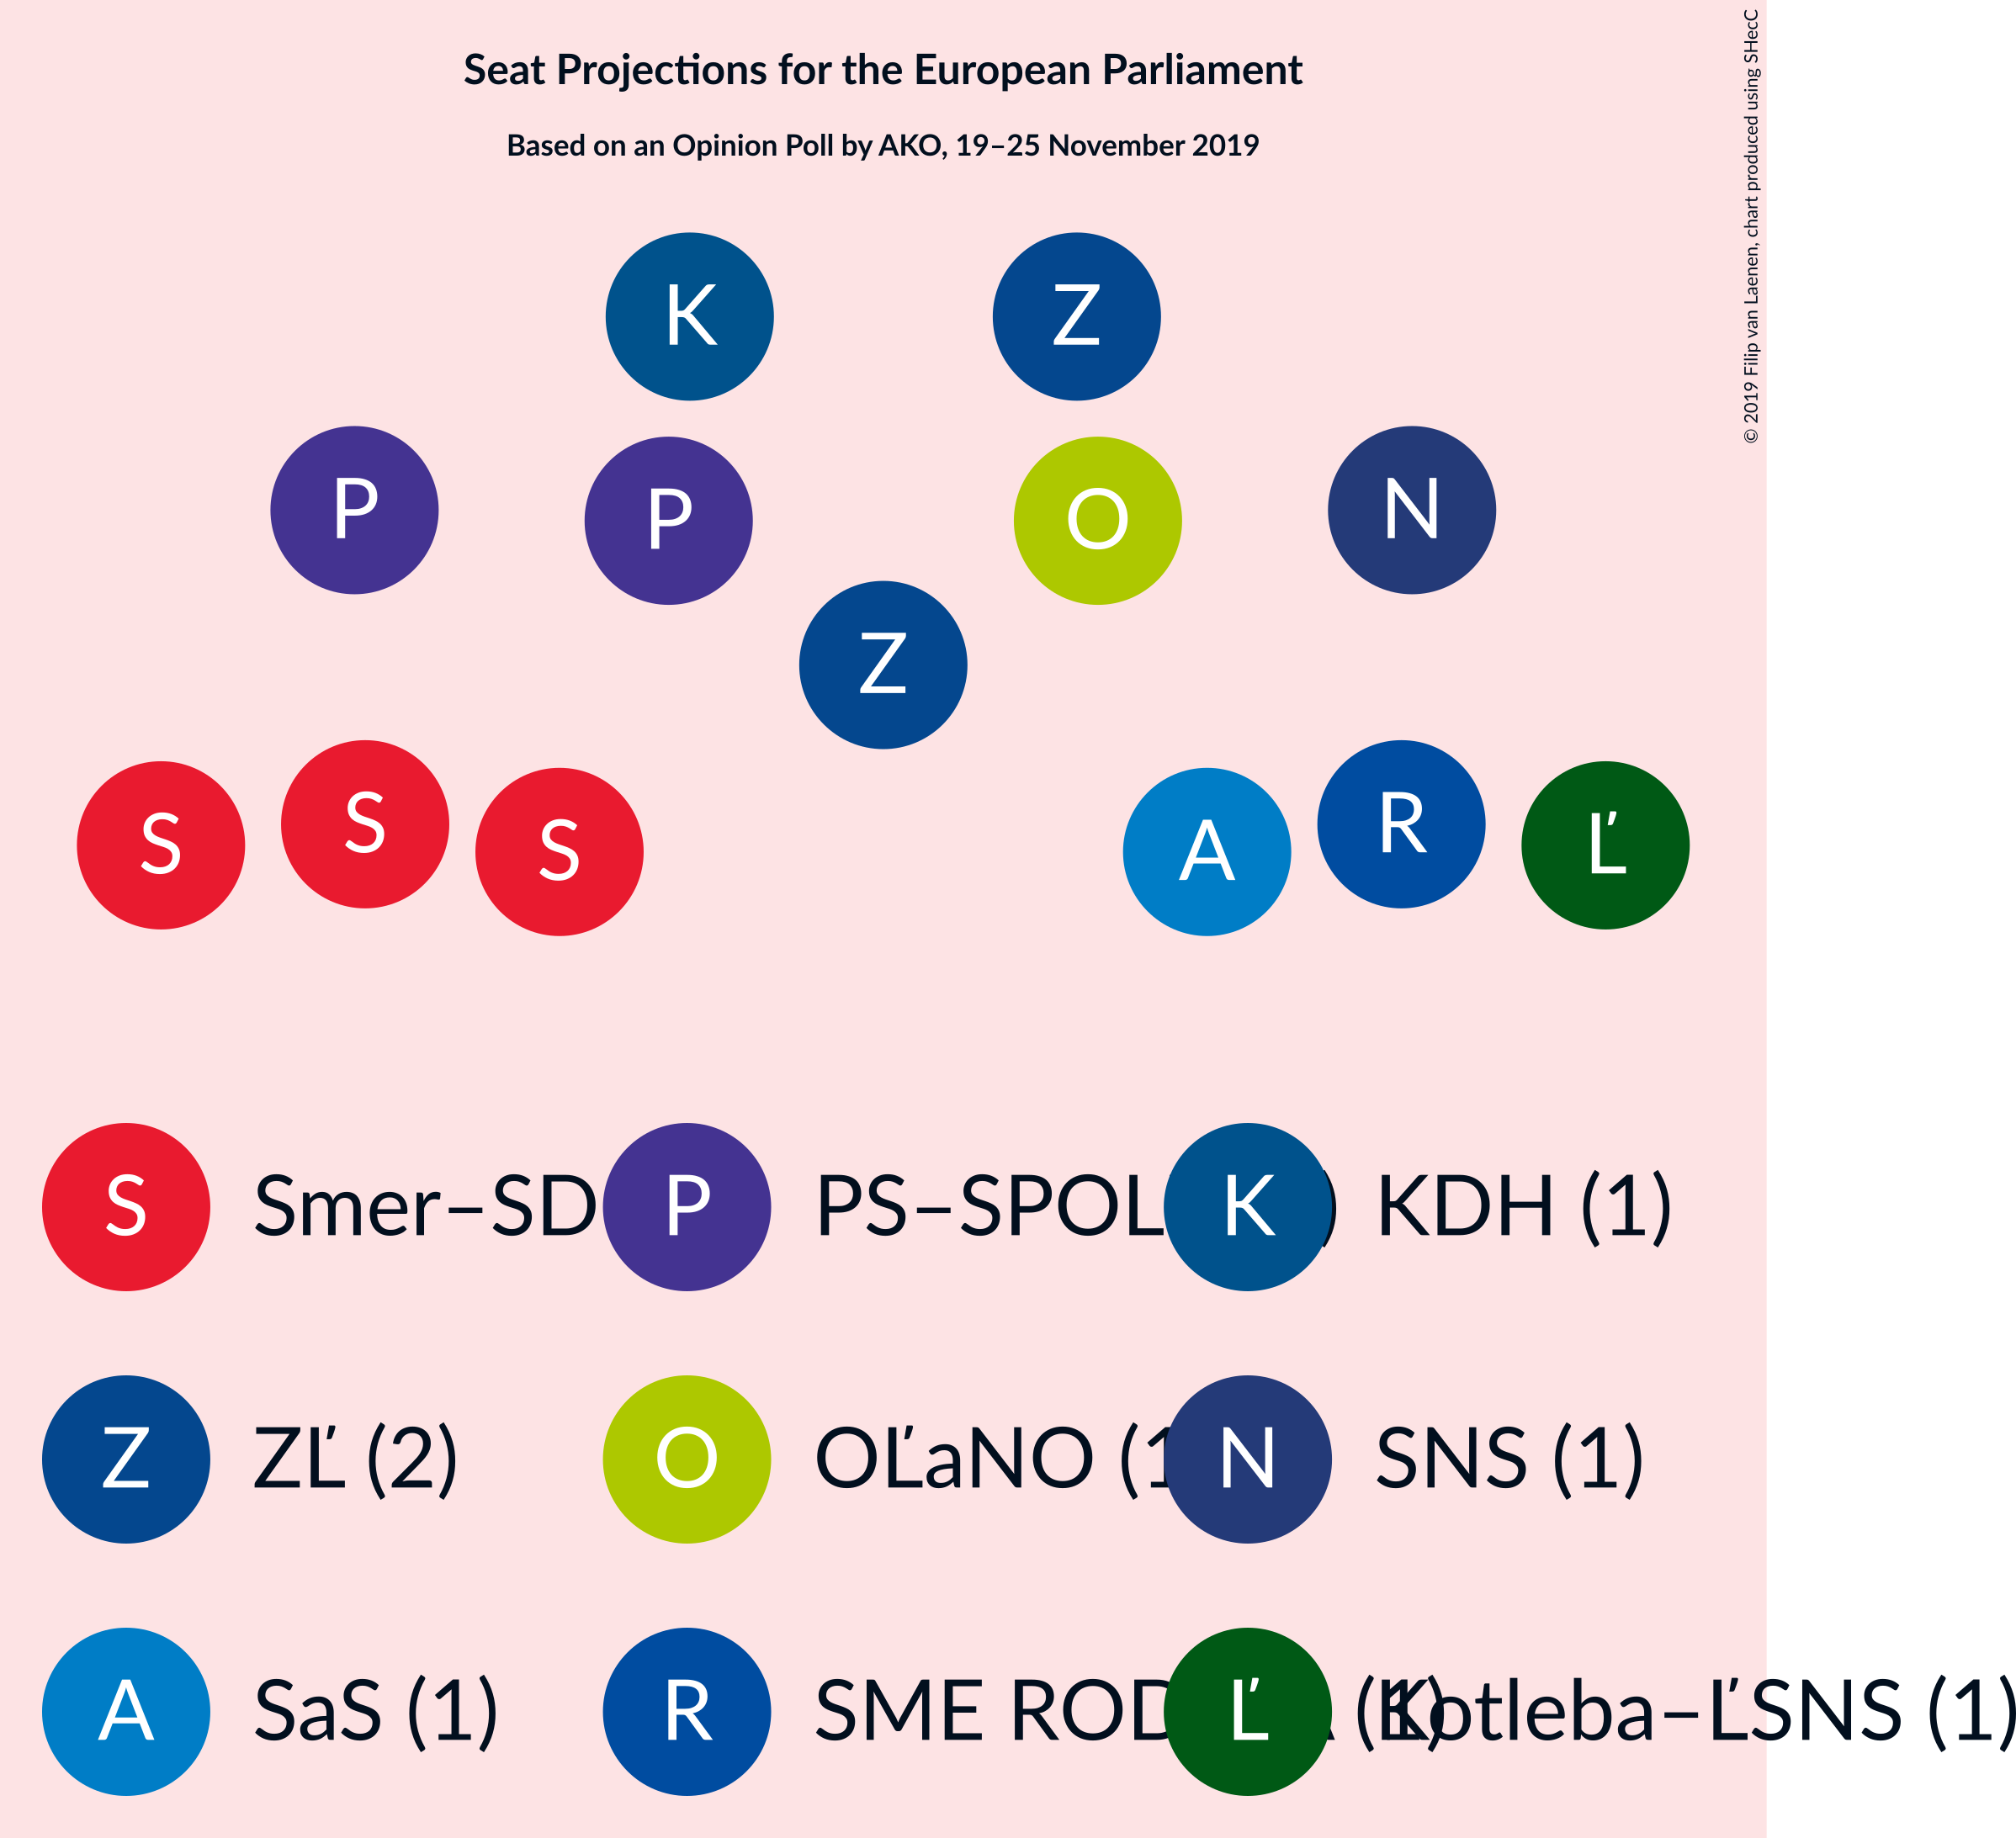 Seat Projections for the European Parliament
Based on an Opinion Poll by AKO, 19–25 November 2019
© 2019 Filip van Laenen, chart produced using SHecC
K Z
P P O N
Z
S S S A R Ľ
S Smer–SD P PS–SPOL K KDH (1)
Z ZĽ (2) O OĽaNO (1 N SNS (1)
A SaS (1) R SME Ľ Kotleba–ĽSNS (1)